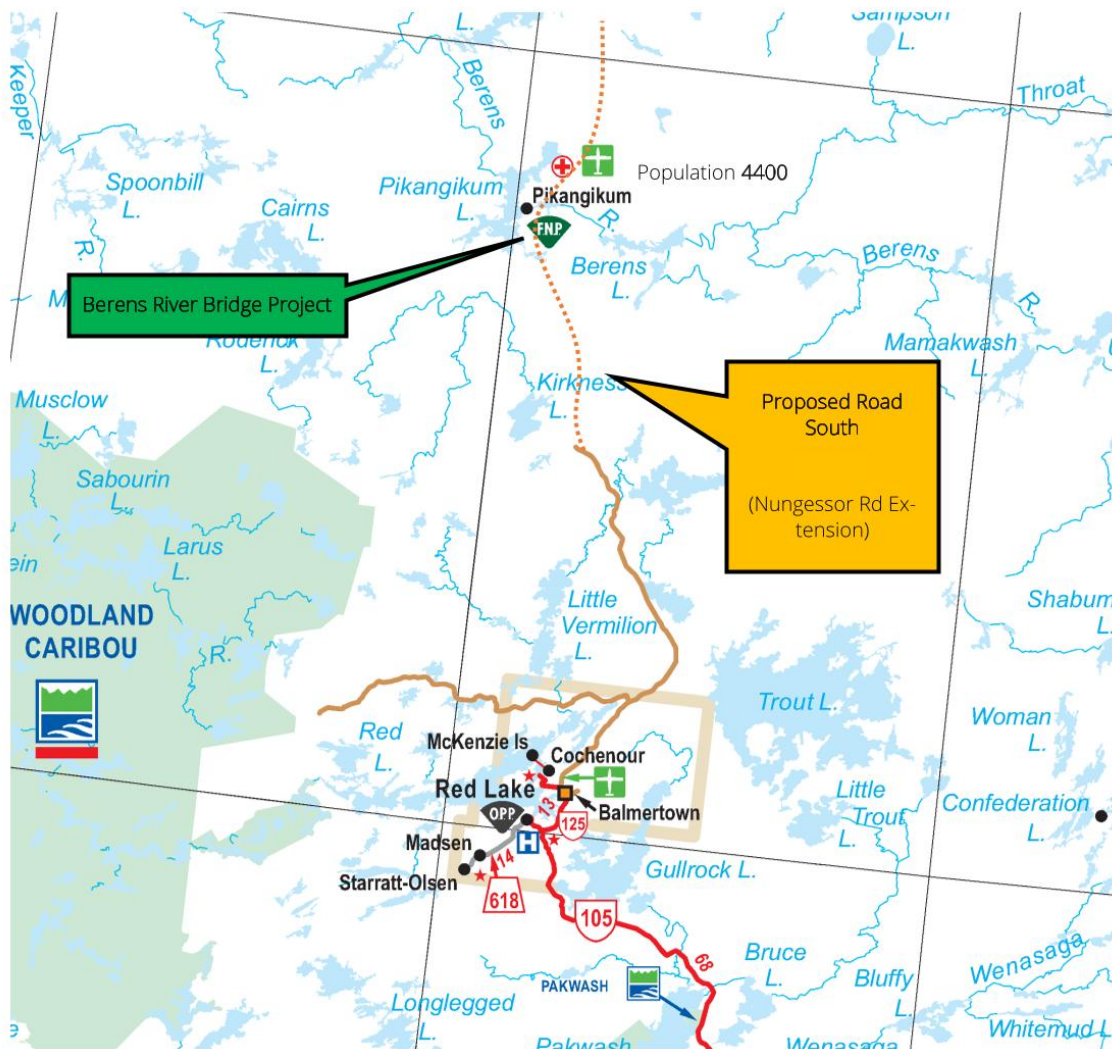 Sampson
L.
L.
Keeper
Berens
Throat
Spoonbill
L.
Pikangikum
L.
Population 4400
Pikangikum
Cairns
L.
R.
R.
F.N.P.
Berens
L.
Berens
R.
Berens River Bridge Project
Roderick
L.
Mamakwash
L.
Kirkness
L.
Proposed Road
South
(Nungessor Rd Ex-
tension)
Musclow
L.
Sabourin
L.
Larus
L.
ein
WOODLAND
CARIBOU
R.
Little
Vermilion
L.
Shabum
L.
Trout L.
Woman
L.
Red
L.
McKenzie Is
Cochenour
Red Lake
Balmertown
OPP
13
125
H
Little
Trout
L.
Confederation
L.
Madsen
14
Starratt-Olsen
618
Gullrock L.
105
68
Bruce
L.
PAKWASH
Bluffy
L.
Wenasaga
Longlegged
L.
Pakwash
Wenasaga
Whitemud L